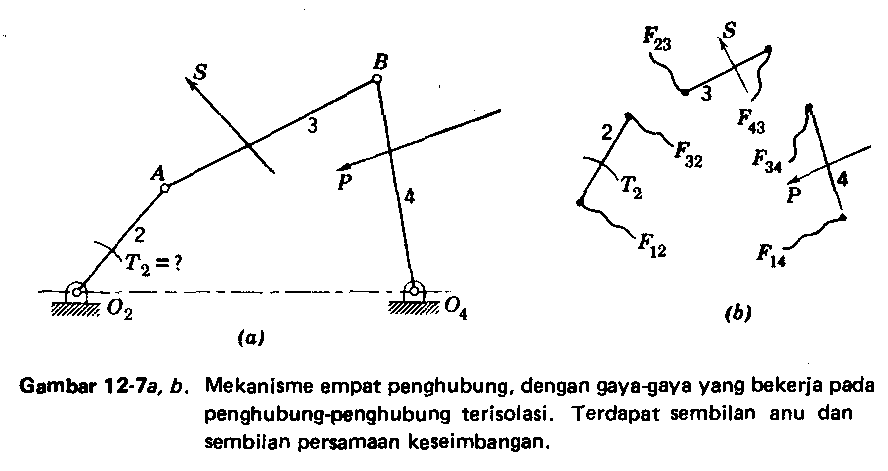 S
B
3
A
P
4
2
T2 = ?
O2
O4
(a)
F23
S
3
F43
2
F32
F34
T2
P
4
F12
F14
(b)
Gambar 12-7a, b. Mekanisme empat penghubung, dengan gaya-gaya yang bekerja pada
penghubung-penghubung terisolasi. Terdapat sembilan anu dan
sembilan persamaan keseimbangan.